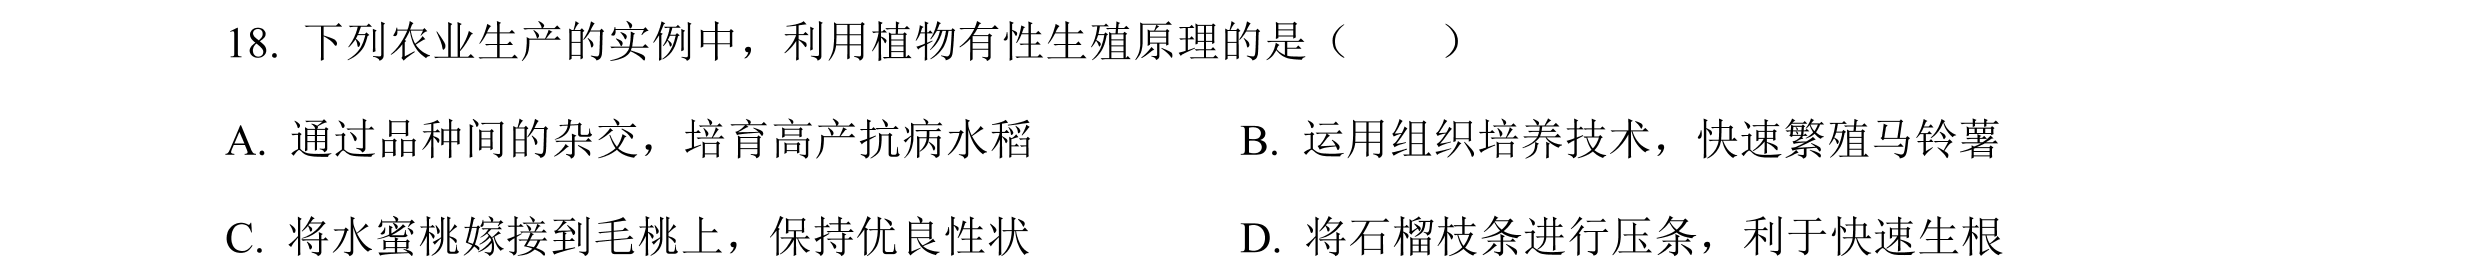 18. 下列农业生产的实例中，利用植物有性生殖原理的是（　　）
A. 通过品种间的杂交，培育高产抗病水稻　　B. 运用组织培养技术，快速繁殖马铃薯
C. 将水蜜桃嫁接到毛桃上，保持优良性状　　D. 将石榴枝条进行压条，利于快速生根